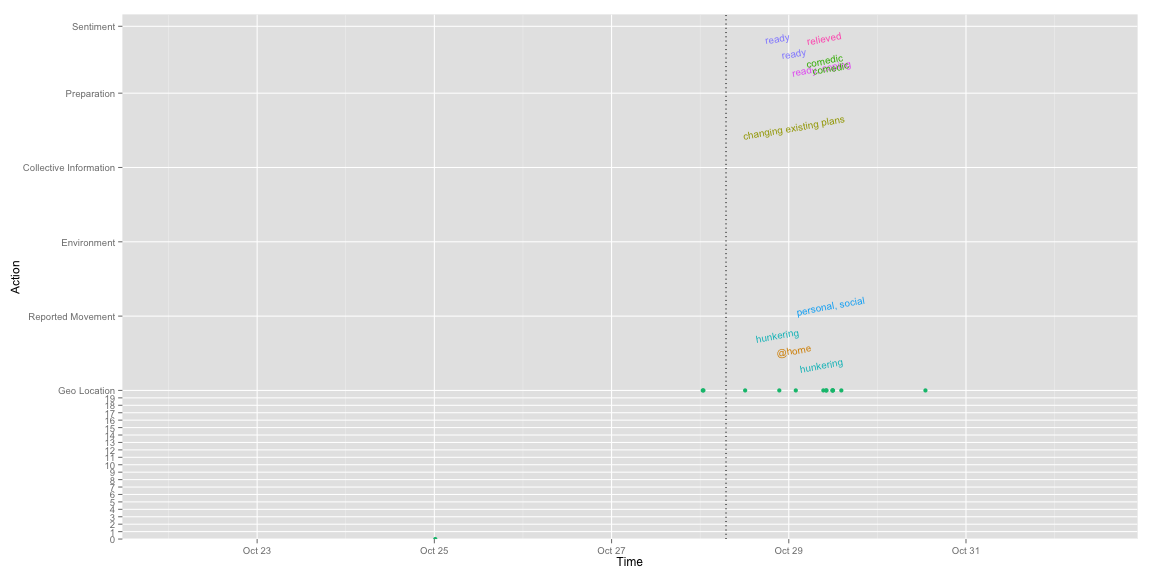 Sentiment
ready
relieved
ready
comedic
ready
comedic
Preparation
changing existing plans
Collective Information
Environment
Action
personal, social
Reported Movement
hunkering
@home
hunkering
Geo Location
19
18
17
16
15
14
13
12
11
10
9
8
7
6
5
4
3
2
1
0
Oct 23
Oct 25
Oct 27
Oct 29
Oct 31
Time